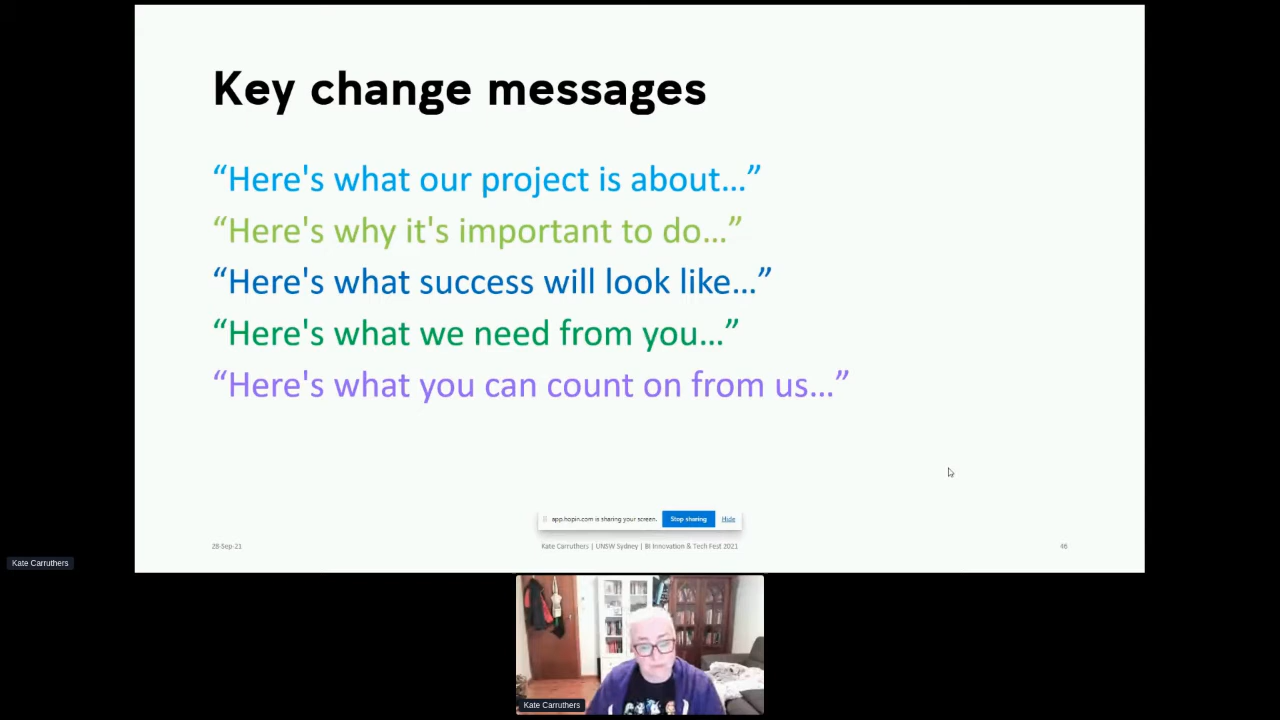 Key change messages
“Here's what our project is about…”
“Here's why it's important to do…”
“Here's what success will look like…”
“Here's what we need from you…”
“Here's what you can count on from us…”
app.hopin.com is sharing your screen. Stop sharing Hide
28-Sep-21 Kate Carruthers | UNSW Sydney | BI Innovation & Tech Fest 2021 46
Kate Carruthers
Kate Carruthers